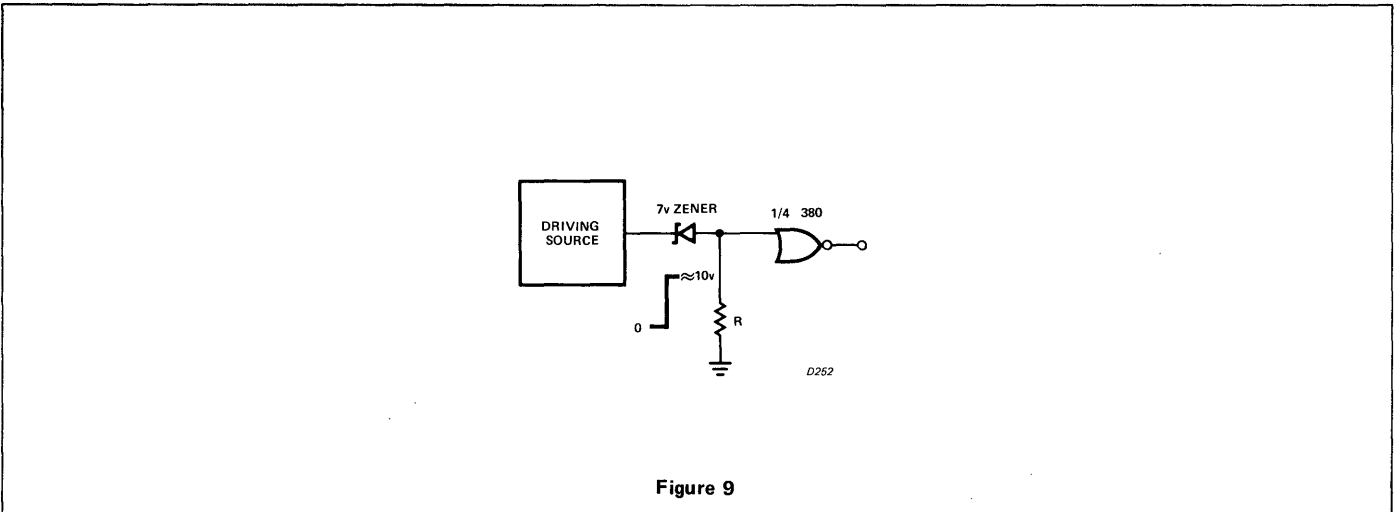 7v ZENER
1/4 380
DRIVING
SOURCE
≈10v
0
R
D252
Figure 9